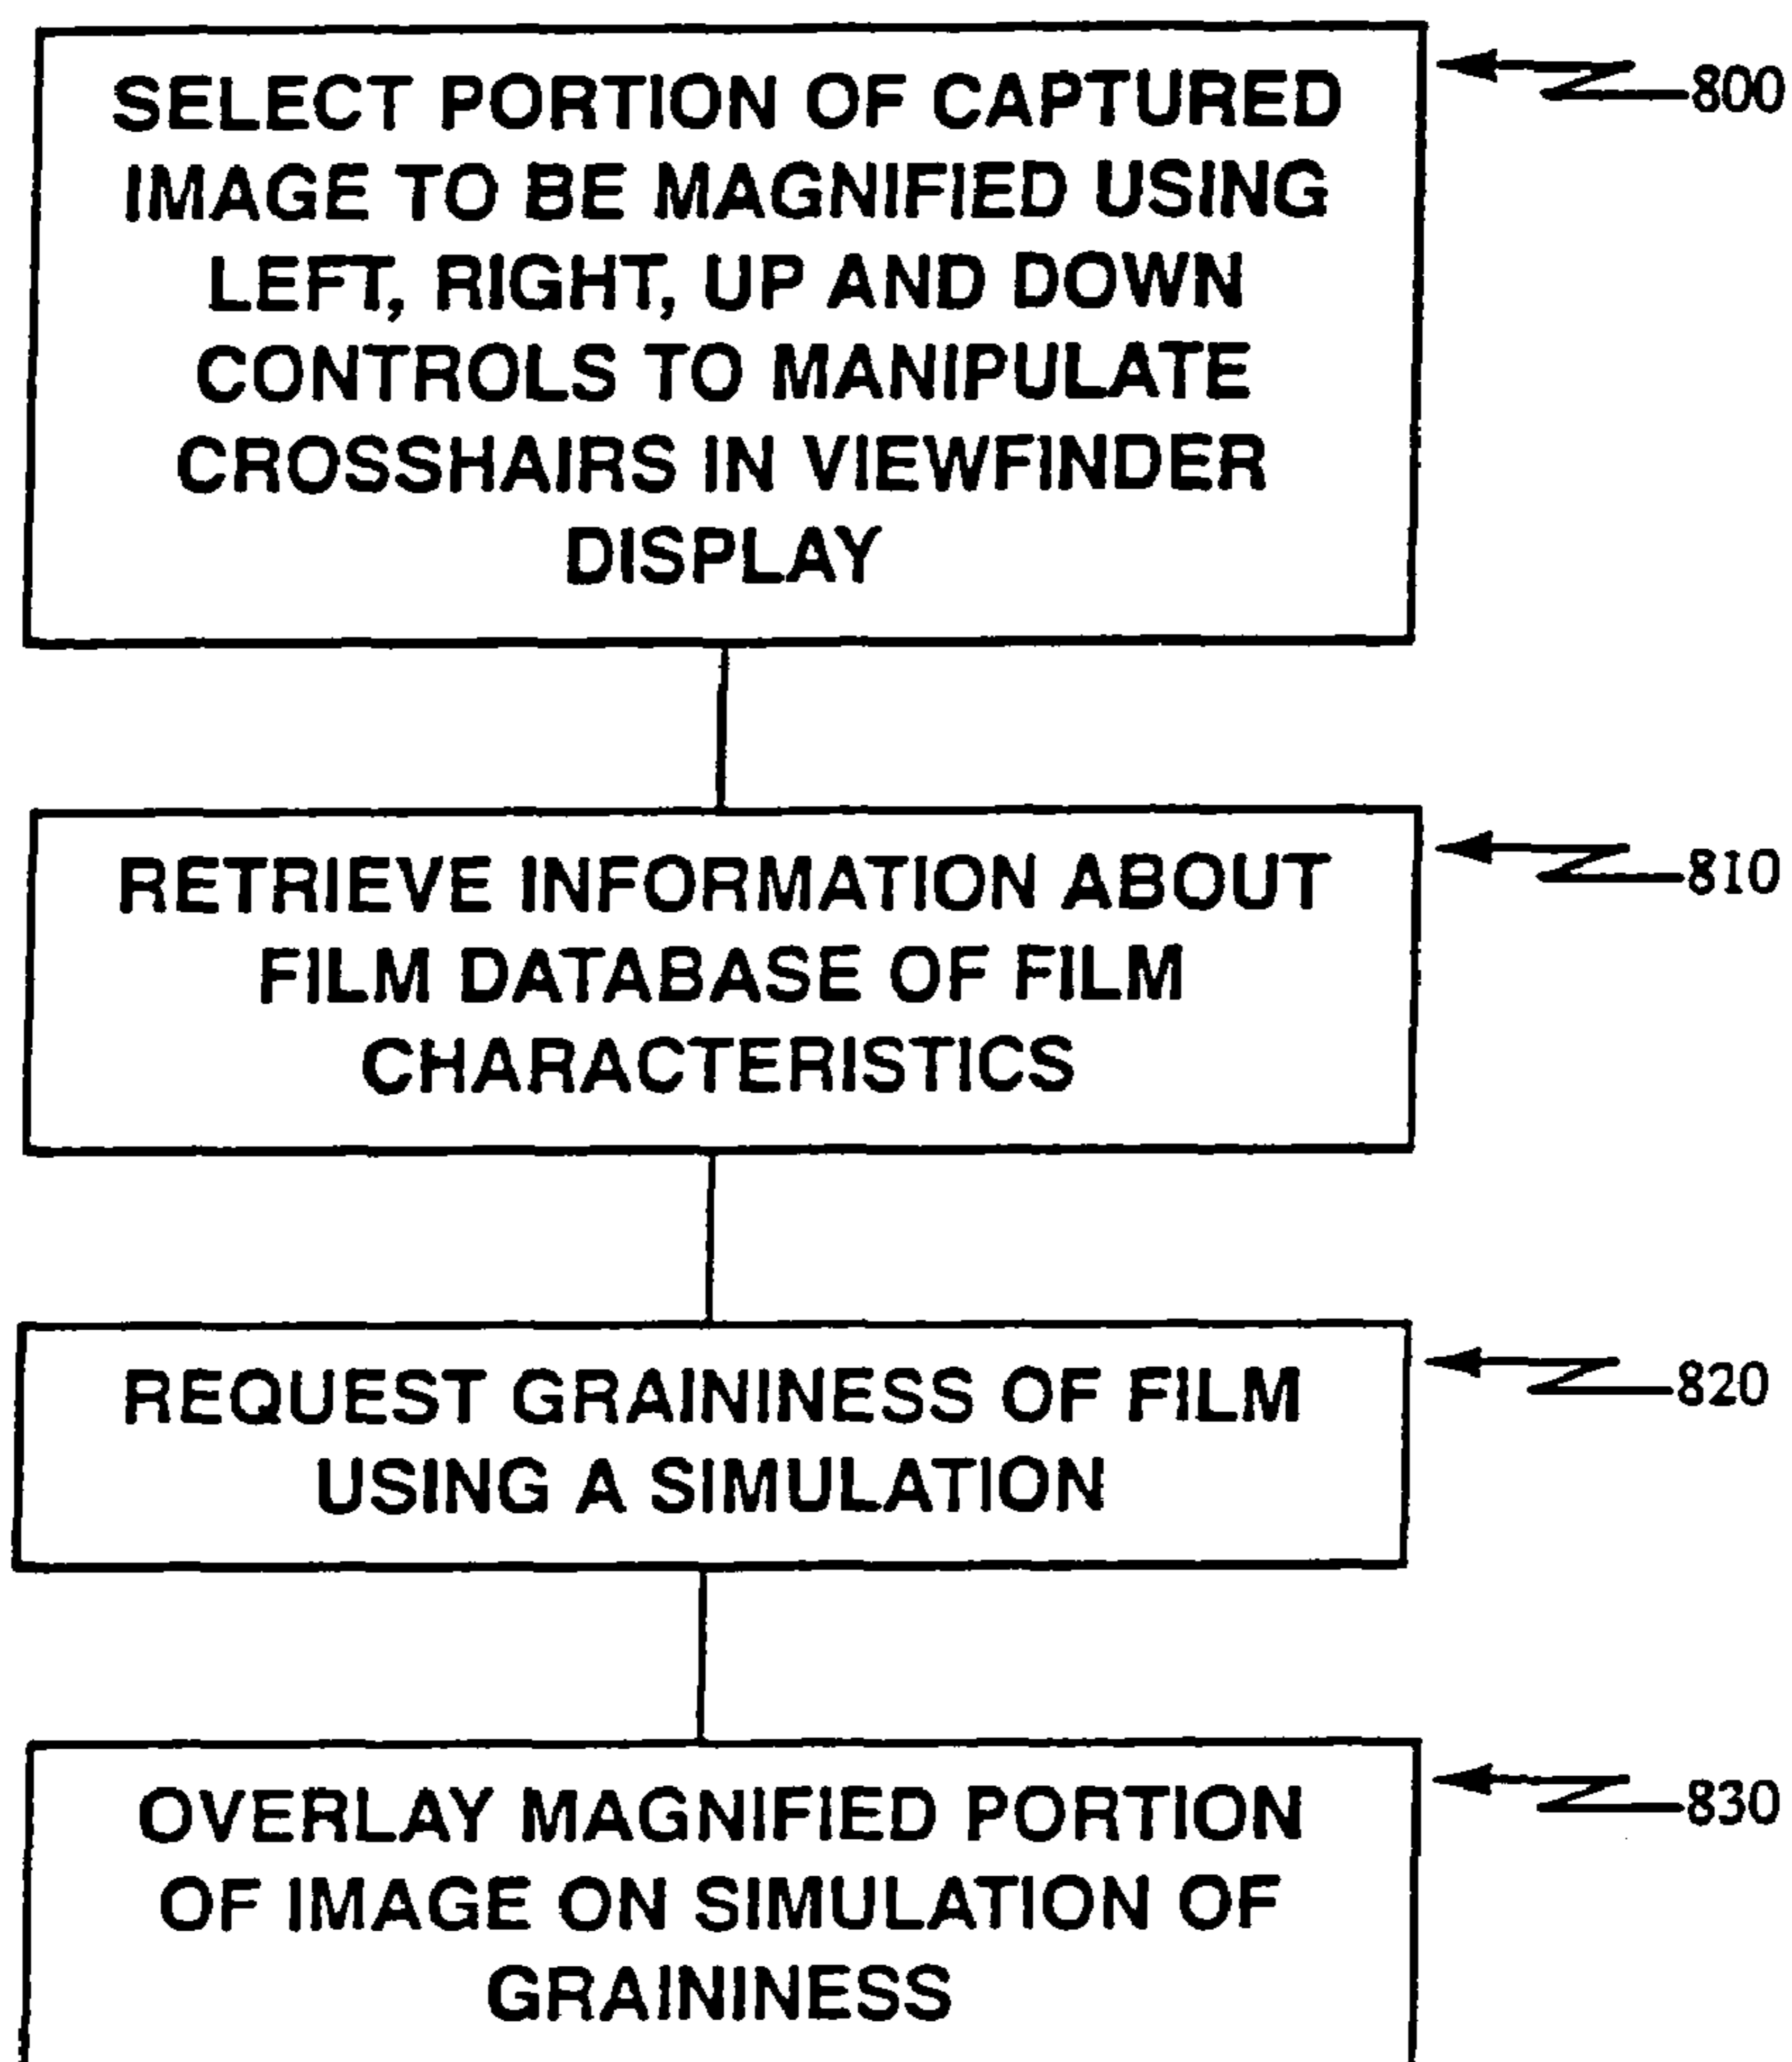 SELECT PORTION OF CAPTURED
IMAGE TO BE MAGNIFIED USING
LEFT, RIGHT, UP AND DOWN
CONTROLS TO MANIPULATE
CROSSHAIRS IN VIEWFINDER
DISPLAY
800
RETRIEVE INFORMATION ABOUT
FILM DATABASE OF FILM
CHARACTERISTICS
810
REQUEST GRAININESS OF FILM
USING A SIMULATION
820
OVERLAY MAGNIFIED PORTION
OF IMAGE ON SIMULATION OF
GRAININESS
830